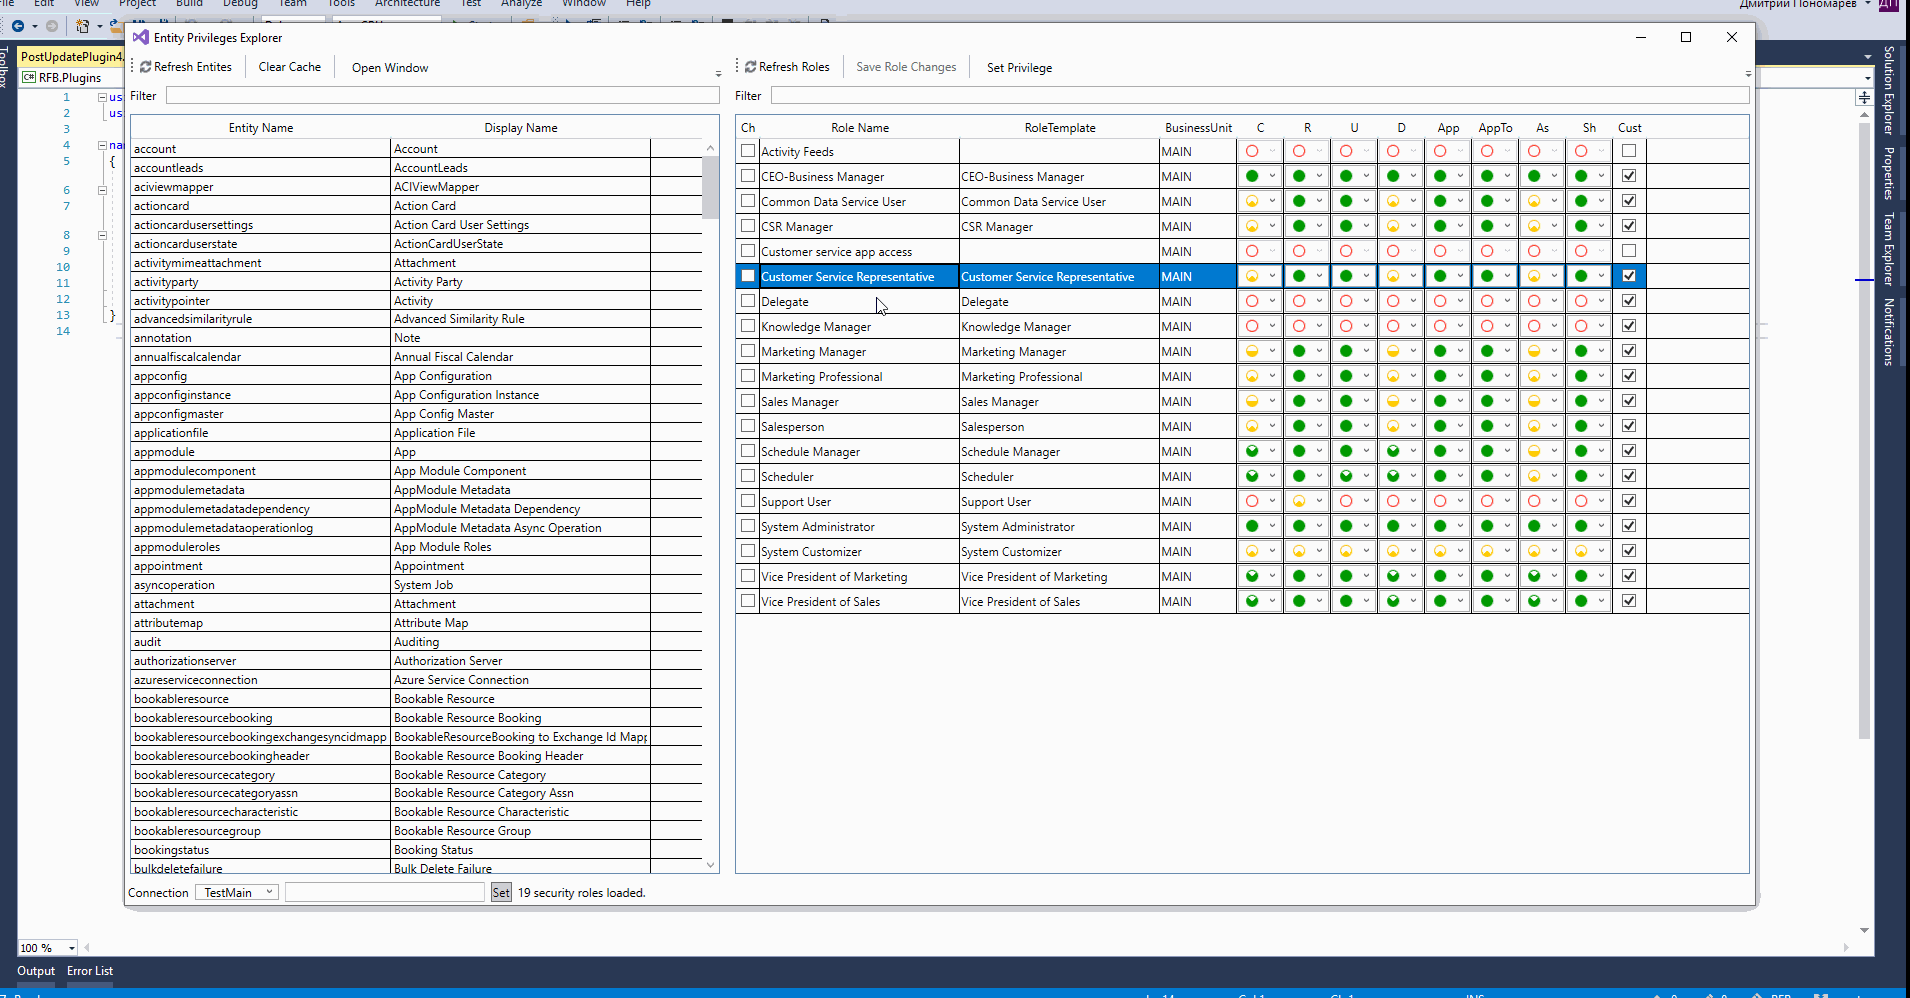 File Edit View Project Build Debug Team Tools Architecture Test Analyze Window Help
Дмитрий Пономарев ДП
Entity Privileges Explorer
PostUpdatePlugin4.
RFB.Plugins
Toolbox
Solution Explorer
Properties
Team Explorer
Notifications
1 us
2 us
3
4 na
5 {
6
7
8
9
10
11
12
13 }
14
Refresh Entites Clear Cache Open Window
Refresh Roles Save Role Changes Set Privilege
Filter
Filter
Entity Name Display Name
account Account
accountleads AccountLeads
aciviewmapper ACIViewMapper
actioncard Action Card
actioncardusersettings Action Card User Settings
actioncarduserstate ActionCardUserState
activitymimeattachment Attachment
activityparty Activity Party
activitypointer Activity
advancedsimilarityrule Advanced Similarity Rule
annotation Note
annualfiscalcalendar Annual Fiscal Calendar
appconfig App Configuration
appconfiginstance App Configuration Instance
appconfigmaster App Config Master
applicationfile Application File
appmodule App
appmodulecomponent App Module Component
appmodulemetadata AppModule Metadata
appmodulemetadatadependency AppModule Metadata Dependency
appmodulemetadataoperationlog AppModule Metadata Async Operation
appmoduleroles App Module Roles
appointment Appointment
asyncoperation System Job
attachment Attachment
attributemap Attribute Map
audit Auditing
authorizationserver Authorization Server
azureserviceconnection Azure Service Connection
bookableresource Bookable Resource
bookableresourcebooking Bookable Resource Booking
bookableresourcebookingexchangesyncidmapp BookableResourceBooking to Exchange Id Mapp
bookableresourcebookingheader Bookable Resource Booking Header
bookableresourcecategory Bookable Resource Category
bookableresourcecategoryassn Bookable Resource Category Assn
bookableresourcecharacteristic Bookable Resource Characteristic
bookableresourcegroup Bookable Resource Group
bookingstatus Booking Status
bulkdeletefailure Bulk Delete Failure
Ch Role Name RoleTemplate BusinessUnit C R U D App AppTo As Sh Cust
Activity Feeds MAIN
CEO-Business Manager CEO-Business Manager MAIN
Common Data Service User Common Data Service User MAIN
CSR Manager CSR Manager MAIN
Customer service app access MAIN
Customer Service Representative Customer Service Representative MAIN
Delegate Delegate MAIN
Knowledge Manager Knowledge Manager MAIN
Marketing Manager Marketing Manager MAIN
Marketing Professional Marketing Professional MAIN
Sales Manager Sales Manager MAIN
Salesperson Salesperson MAIN
Schedule Manager Schedule Manager MAIN
Scheduler Scheduler MAIN
Support User Support User MAIN
System Administrator System Administrator MAIN
System Customizer System Customizer MAIN
Vice President of Marketing Vice President of Marketing MAIN
Vice President of Sales Vice President of Sales MAIN
Connection TestMain Set 19 security roles loaded.
100 %
Output Error List